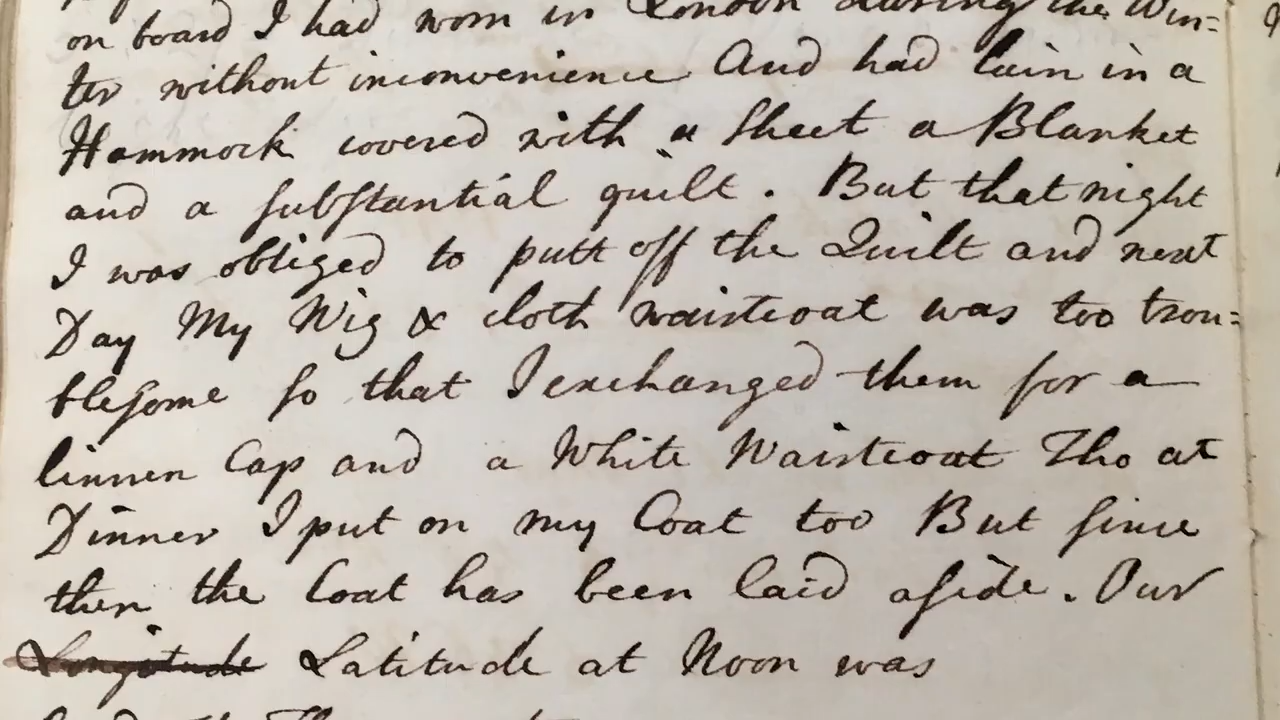 on board I had worn in London during the Win=
ter without inconvenience And had lain in a
Hammock covered with a Sheet a Blanket
and a substantial quilt. But that night
I was obliged to putt off the Quilt and next
Day My Wig & cloth waistcoat was too trou=
blesome so that I exchanged them for a
linnen Cap and a White Waistcoat Tho at
Dinner I put on my Coat too But since
then the Coat has been laid aside. Our
Longitude Latitude at Noon was